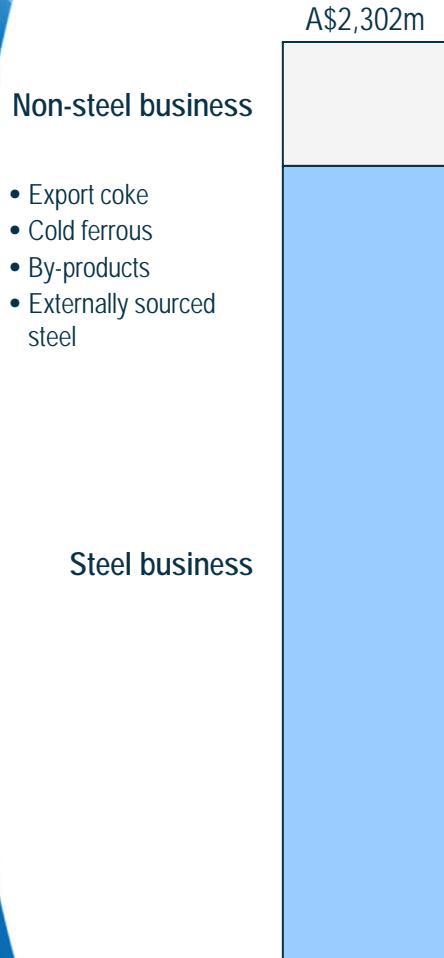 A$2,302m
Non-steel business
• Export coke
• Cold ferrous
• By-products
• Externally sourced
steel
Steel business